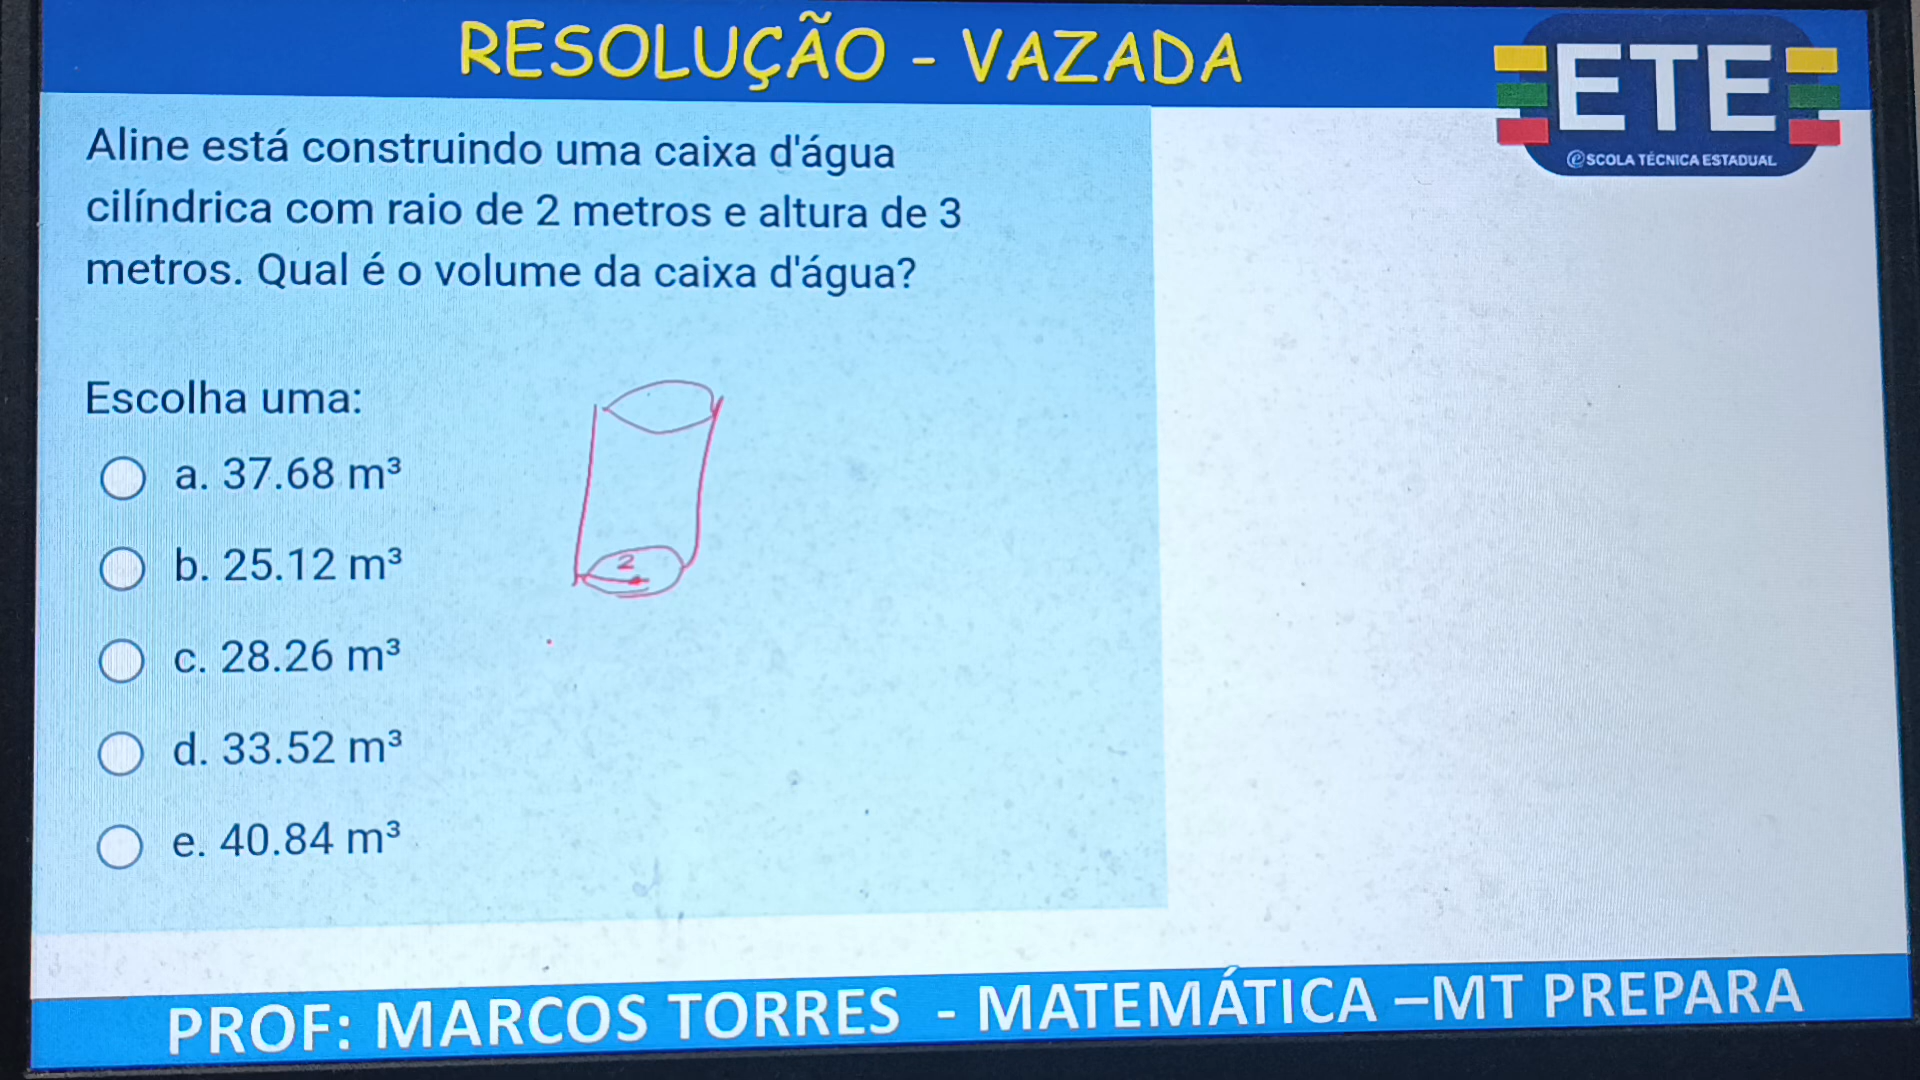 RESOLUÇÃO - VAZADA
ETE
@SCOLA TÉCNICA ESTADUAL
Aline está construindo uma caixa d'água
cilíndrica com raio de 2 metros e altura de 3
metros. Qual é o volume da caixa d'água?
Escolha uma:
a. 37.68 m³
b. 25.12 m³
c. 28.26 m³
d. 33.52 m³
e. 40.84 m³
2
PROF: MARCOS TORRES - MATEMÁTICA –MT PREPARA